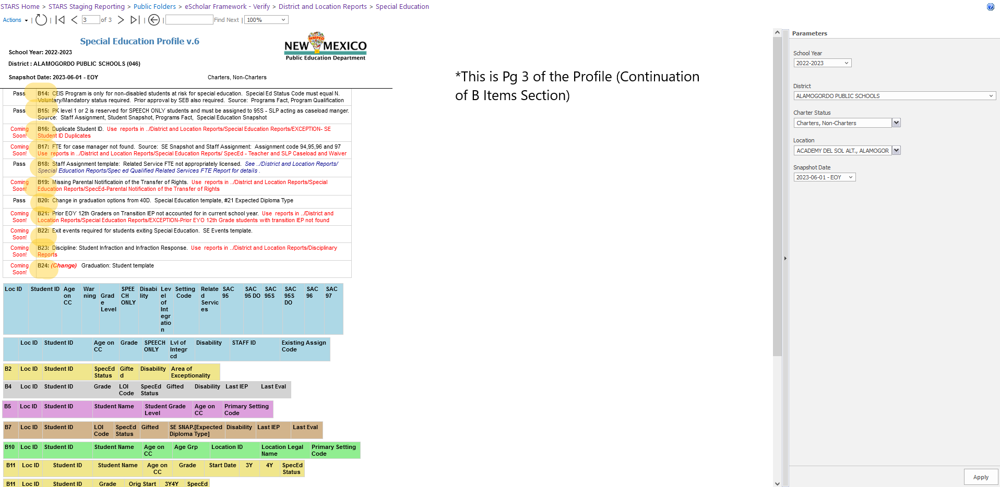 STARS Home > STARS Staging Reporting > Public Folders > eScholar Framework - Verify > District and Location Reports > Special Education
Actions | 3 of 3 Find Next | 100%
Special Education Profile v.6
NMPED
NEW MEXICO
Public Education Department
School Year: 2022-2023
District : ALAMOGORDO PUBLIC SCHOOLS (046)
Snapshot Date: 2023-06-01 - EOY Charters, Non-Charters
*This is Pg 3 of the Profile (Continuation
of B Items Section)
Pass B14: CEIS Program is only for non-disabled students at risk for special education. Special Ed Status Code must equal N.
Voluntary/Mandatory status required. Prior approval by SEB also required. Source: Programs Fact, Program Qualification
Pass B15: PK level 1 or 2 is reserved for SPEECH ONLY students and must be assigned to 95S - SLP acting as caseload manger.
Source: Staff Assignment, Student Snapshot, Programs Fact, Special Education Snapshot
Coming B16: Duplicate Student ID. Use reports in ../District and Location Reports/Special Education Reports/EXCEPTION- SE
Soon! Student ID Duplicates
Coming B17: FTE for case manager not found. Source: SE Snapshot and Staff Assignment: Assignment code 94,95,96 and 97
Soon! Use reports in ../District and Location Reports/Special Education Reports/ SpecEd - Teacher and SLP Caseload and Waiver
Pass B18: Staff Assignment template: Related Service FTE not appropriately licensed. See ../District and Location Reports/
Special Education Reports/Spec ed Qualified Related Services FTE Report for details .
Coming B19: Missing Parental Notificatioin of the Transfer of Rights. Use reports in ../District and Location Reports/Special
Soon! Education Reports/SpecEd-Parental Notification of the Transfer of Rights
Pass B20: Change in graduation options from 40D. Special Education template, #21 Expected Diploma Type
Coming B21: Prior EOY 12th Graders on Transition IEP not accounted for in current school year. Use reports in ../District and
Soon! Location Reports/Special Education Reports/EXCEPTION-Prior EYO 12th Grade students with transition IEP not found
Coming B22: Exit events required for students exiting Special Education. SE Events template.
Soon!
Coming B23: Discipline: Student Infraction and Infraction Response. Use reports in ../District and Location Reports/Disciplinary
Soon! Reports
Coming B24: (Change) Graduation: Student template
Soon!
Loc ID Student ID Age War SPEE Disabi Lev Setting Relate SAC SAC SAC SAC SAC SAC
on ning Grad CH lity el Code d 95 95 DO 95S 95S 96 97
CC e ONLY of Servic DO
Level Int es
egr
atio
n
Loc ID Student ID Age on Grade SPEECH Lvl of Disability STAFF ID Existing Assign
CC ONLY Integr Code
cd
B2 Loc ID Student ID SpecEd Gifte Disability Area of
Status d Exceptionality
B4 Loc ID Student ID Grade LOI SpecEd Gifted Disability Last IEP Last Eval
Code Status
B5 Loc ID Student ID Student Name Student Grade Age on Primary Setting
Level CC Code
B7 Loc ID Student ID LOI SpecEd Gifted SE SNAP.[Expected Disability Last IEP Last Eval
Code Status Diploma Type]
B10 Loc ID Student ID Student Name Age on Age Grp Location ID Location Legal Primary Setting
CC Name Code
B11 Loc ID Student ID Student Name Age on Grade Start Date 3Y 4Y SpecEd
CC Status
B11 Loc ID Student ID Grade Orig Start 3Y4Y SpecEd
Parameters
School Year
2022-2023
District
ALAMOGORDO PUBLIC SCHOOLS
Charter Status
Charters, Non-Charters
Location
ACADEMY DEL SOL ALT., ALAMOGOR
Snapshot Date
2023-06-01 - EOY
Apply